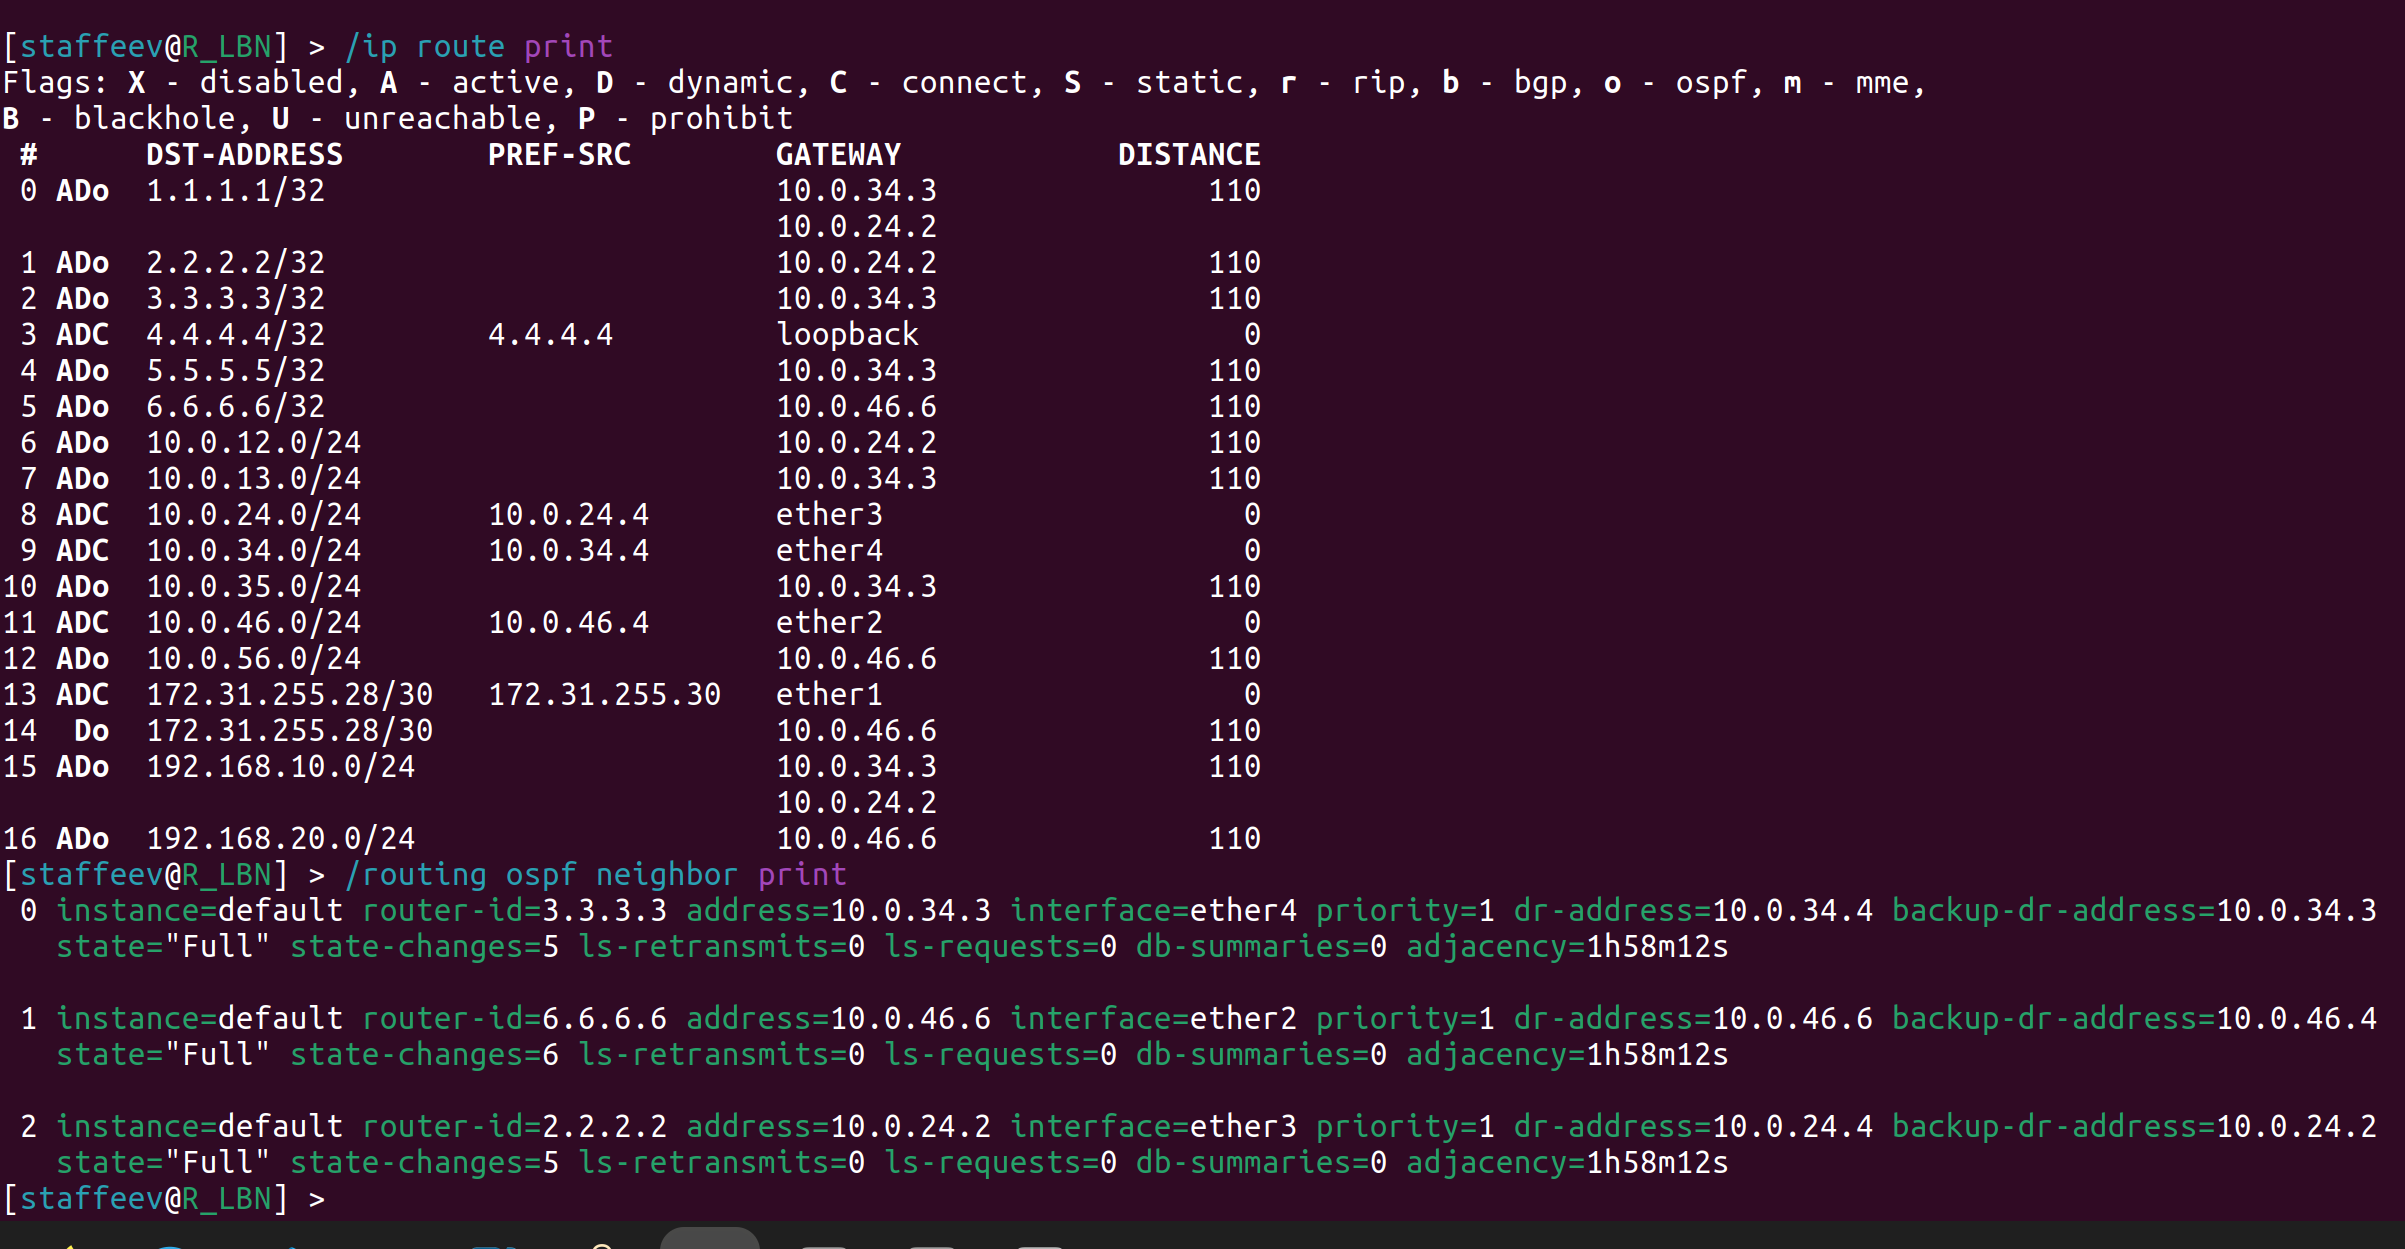 [staffeev@R_LBN] > /ip route print
Flags: X - disabled, A - active, D - dynamic, C - connect, S - static, r - rip, b - bgp, o - ospf, m - mme,
B - blackhole, U - unreachable, P - prohibit
 #      DST-ADDRESS        PREF-SRC        GATEWAY            DISTANCE
 0 ADo  1.1.1.1/32                         10.0.34.3               110
                                           10.0.24.2
 1 ADo  2.2.2.2/32                         10.0.24.2               110
 2 ADo  3.3.3.3/32                         10.0.34.3               110
 3 ADC  4.4.4.4/32         4.4.4.4         loopback                  0
 4 ADo  5.5.5.5/32                         10.0.34.3               110
 5 ADo  6.6.6.6/32                         10.0.46.6               110
 6 ADo  10.0.12.0/24                       10.0.24.2               110
 7 ADo  10.0.13.0/24                       10.0.34.3               110
 8 ADC  10.0.24.0/24       10.0.24.4       ether3                    0
 9 ADC  10.0.34.0/24       10.0.34.4       ether4                    0
10 ADo  10.0.35.0/24                       10.0.34.3               110
11 ADC  10.0.46.0/24       10.0.46.4       ether2                    0
12 ADo  10.0.56.0/24                       10.0.46.6               110
13 ADC  172.31.255.28/30   172.31.255.30   ether1                    0
14  Do  172.31.255.28/30                   10.0.46.6               110
15 ADo  192.168.10.0/24                    10.0.34.3               110
                                           10.0.24.2
16 ADo  192.168.20.0/24                    10.0.46.6               110
[staffeev@R_LBN] > /routing ospf neighbor print
 0 instance=default router-id=3.3.3.3 address=10.0.34.3 interface=ether4 priority=1 dr-address=10.0.34.4 backup-dr-address=10.0.34.3
   state="Full" state-changes=5 ls-retransmits=0 ls-requests=0 db-summaries=0 adjacency=1h58m12s
 1 instance=default router-id=6.6.6.6 address=10.0.46.6 interface=ether2 priority=1 dr-address=10.0.46.6 backup-dr-address=10.0.46.4
   state="Full" state-changes=6 ls-retransmits=0 ls-requests=0 db-summaries=0 adjacency=1h58m12s
 2 instance=default router-id=2.2.2.2 address=10.0.24.2 interface=ether3 priority=1 dr-address=10.0.24.4 backup-dr-address=10.0.24.2
   state="Full" state-changes=5 ls-retransmits=0 ls-requests=0 db-summaries=0 adjacency=1h58m12s
[staffeev@R_LBN] >